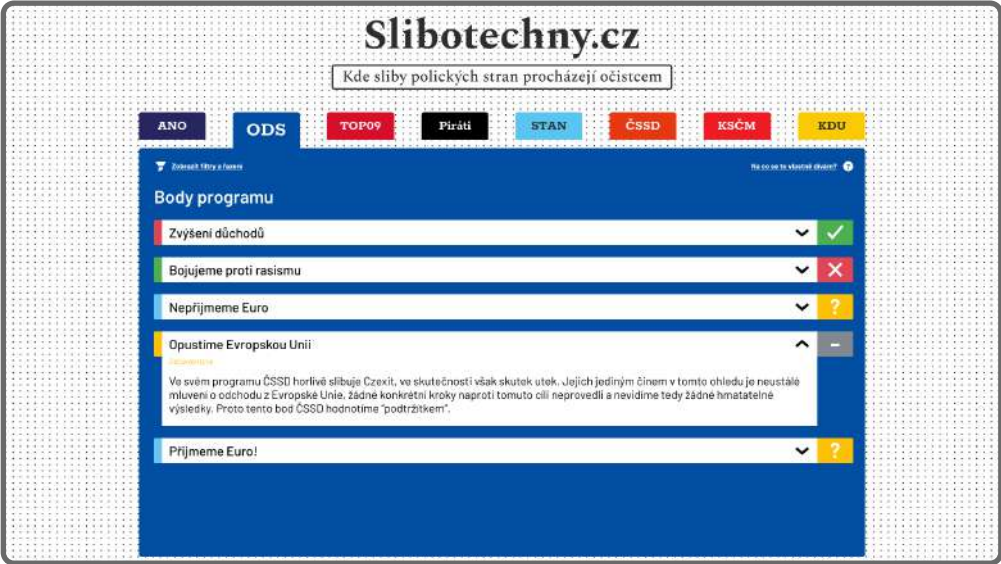 Slibotechny.cz
Kde sliby polických stran procházejí očistcem
ANO ODS TOP09 Piráti STAN ČSSD KSČM KDU
Zobrazit filtry a řazení Na co se to vlastně dívám? ?
Body programu
Zvýšení důchodů
Bojujeme proti rasismu
Nepřijmeme Euro ?
Opustíme Evropskou Unii
Ve svém programu ČSSD horlivě slibuje Czexit, ve skutečnosti však skutek utek. Jejich jediným činem v tomto ohledu je neustálé
mluvení o odchodu z Evropské Unie, žádné konkrétní kroky naproti tomuto cíli neprovedli a nevidíme tedy žádné hmatatelné
výsledky. Proto tento bod ČSSD hodnotíme "podtržítkem".
Přijmeme Euro! ?